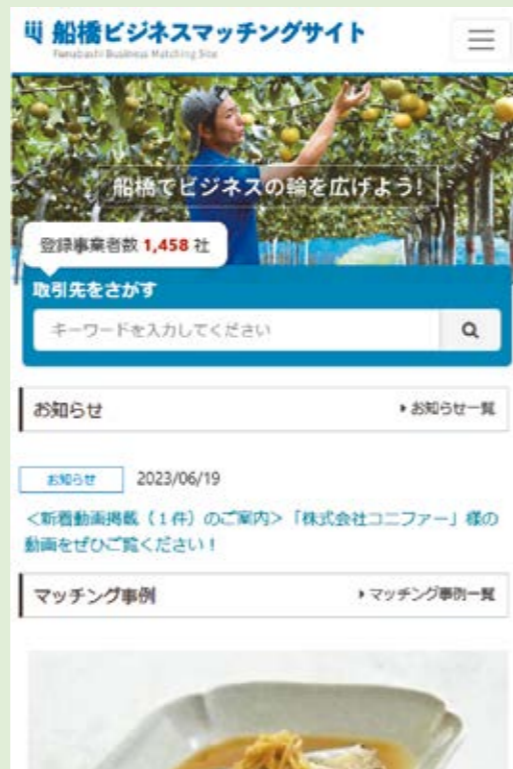 船橋ビジネスマッチングサイト
Funabashi Business Matching Site
船橋でビジネスの輪を広げよう!
登録事業者数 1,458 社
取引先をさがす
キーワードを入力してください
お知らせ
▶お知らせ一覧
お知らせ 2023/06/19
<新着動画掲載(1件)のご案内>「株式会社コニファー」様の
動画をぜひご覧ください!
マッチング事例
▶マッチング事例一覧